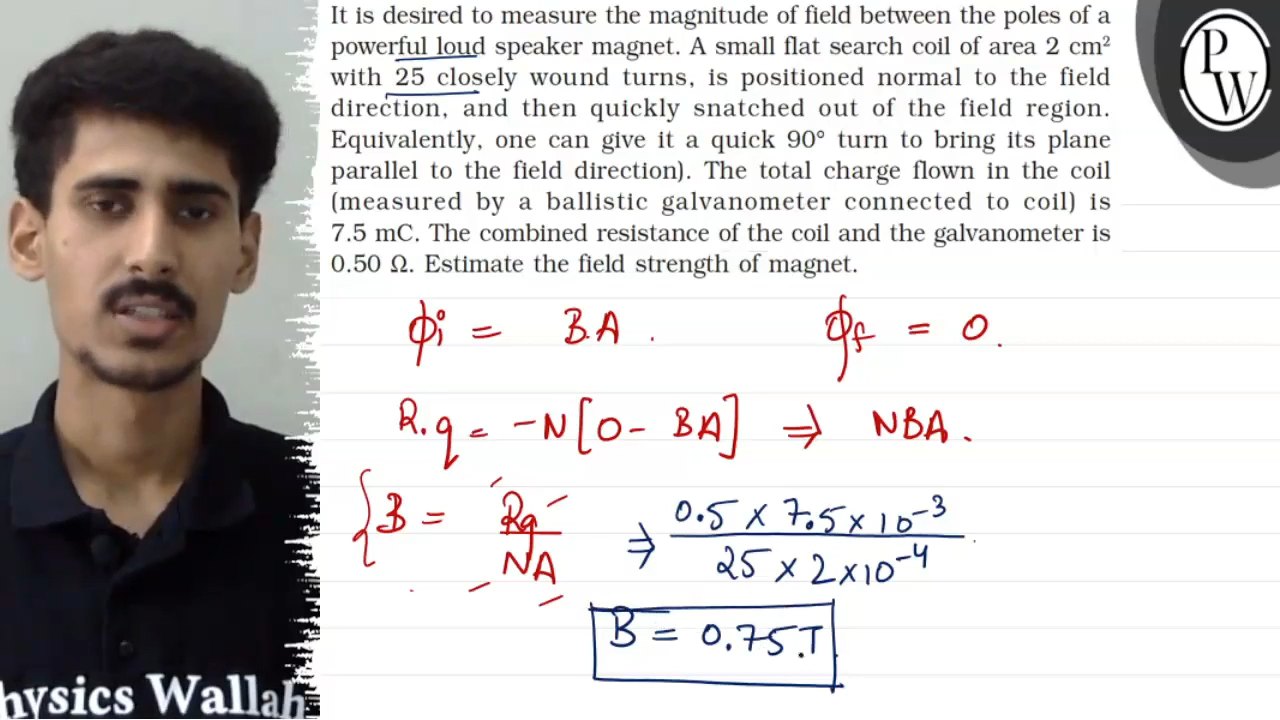 It is desired to measure the magnitude of field between the poles of a
powerful loud speaker magnet. A small flat search coil of area 2 cm²
with 25 closely wound turns, is positioned normal to the field
direction, and then quickly snatched out of the field region.
Equivalently, one can give it a quick 90° turn to bring its plane
parallel to the field direction). The total charge flown in the coil
(measured by a ballistic galvanometer connected to coil) is
7.5 mC. The combined resistance of the coil and the galvanometer is
0.50 Ω. Estimate the field strength of magnet.
P
W
ϕi = B.A . ϕf = 0.
R.q = -N[0 - BA] ⇒ NBA.
{B = Rq/NA ⇒ 0.5 × 7.5 × 10⁻³ / 25 × 2 × 10⁻⁴
B = 0.75.T
hysics Wallah